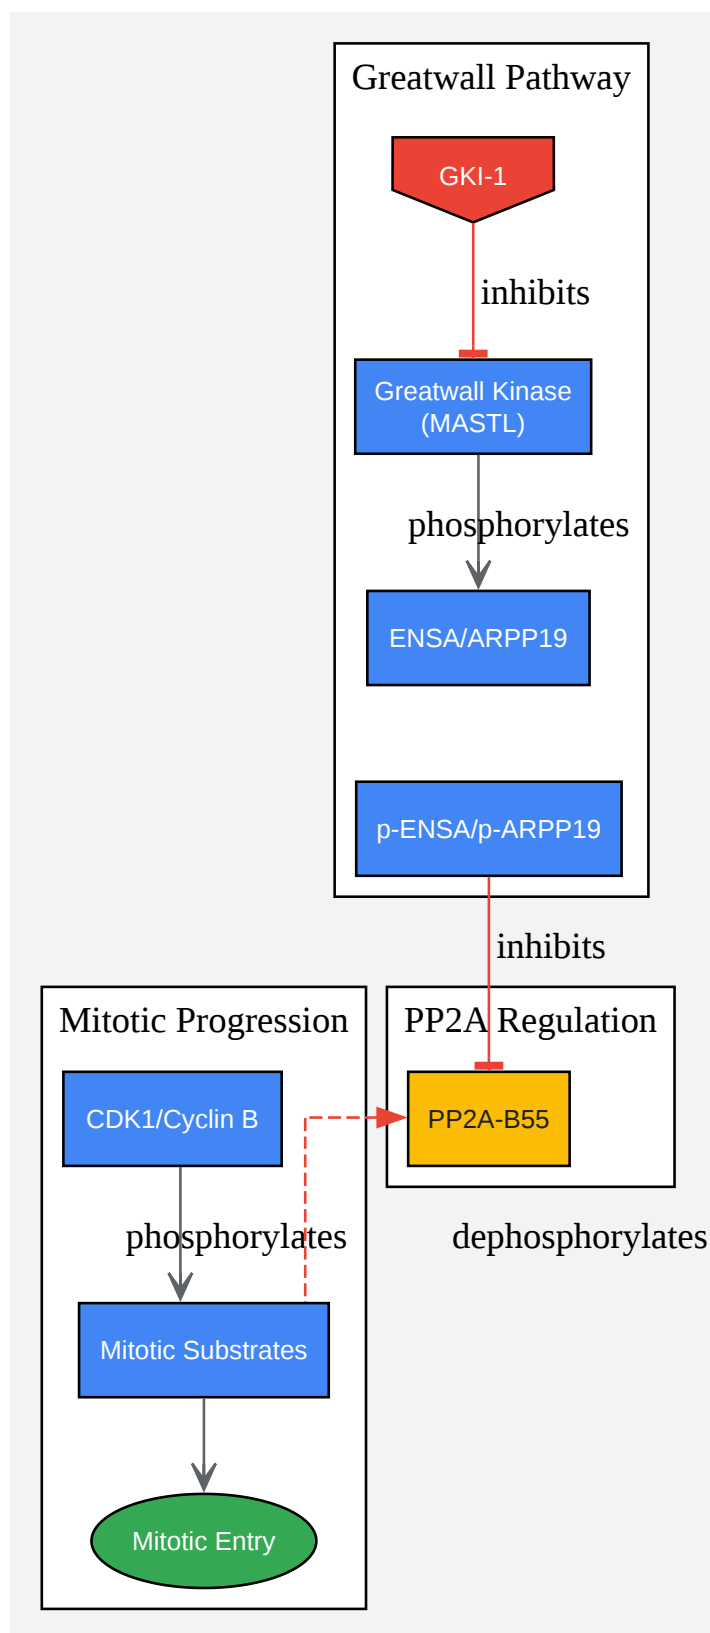 Greatwall Pathway
GKI-1
inhibits
Greatwall Kinase
(MASTL)
phosphorylates
ENSA/ARPP19
p-ENSA/p-ARPP19
inhibits
Mitotic Progression
PP2A Regulation
CDK1/Cyclin B
PP2A-B55
phosphorylates
dephosphorylates
Mitotic Substrates
Mitotic Entry